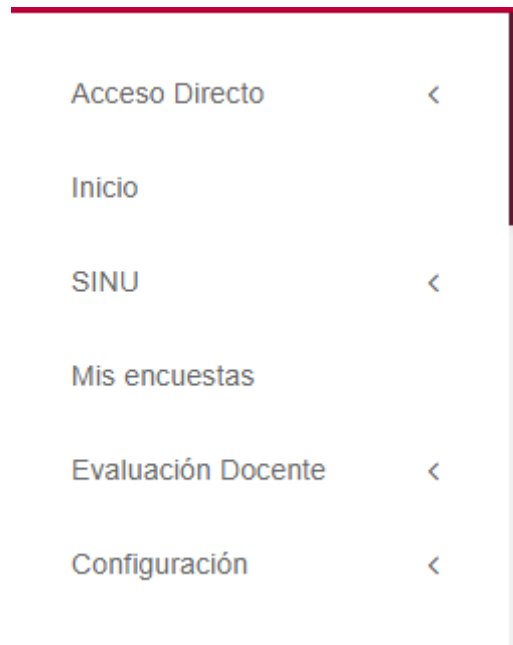 Acceso Directo
Inicio
SINU
Mis encuestas
Evaluación Docente
Configuración